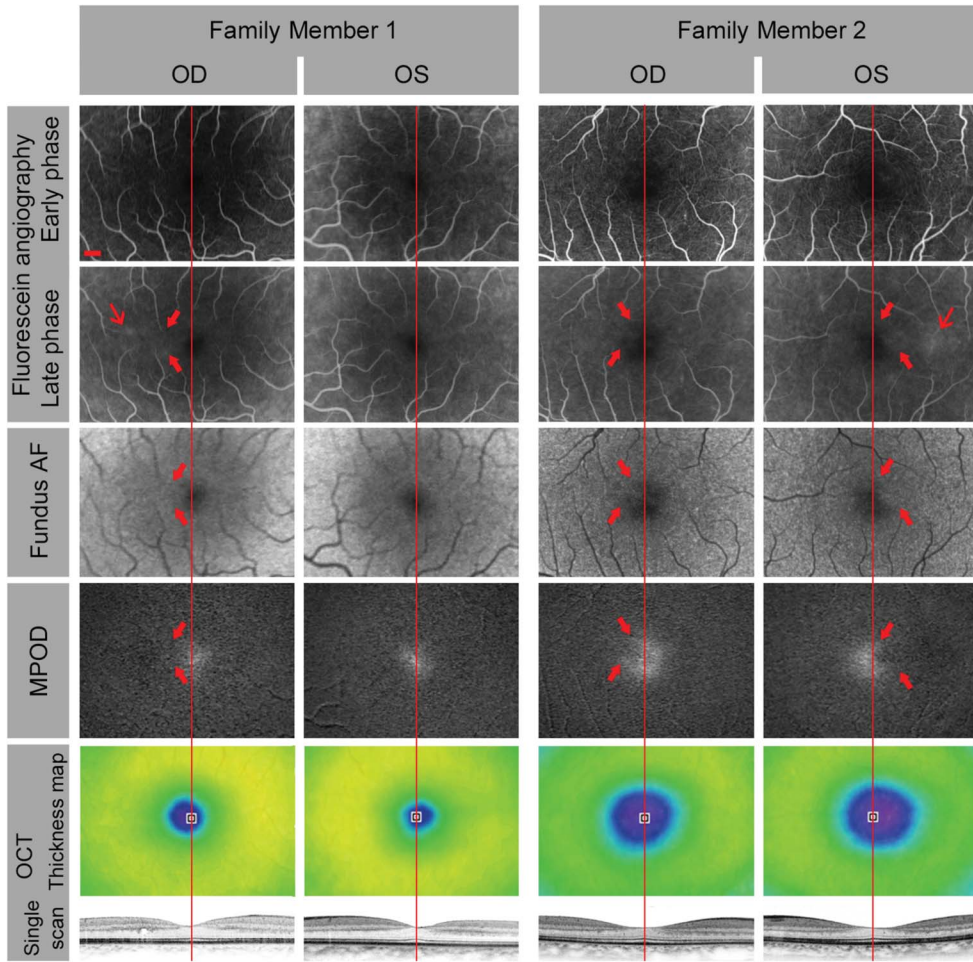 Family Member 1
Family Member 2
OD
OS
OD
OS
Fluorescein angiography
Early phase
Late phase
Fundus AF
MPOD
OCT
Thickness map
Single
scan